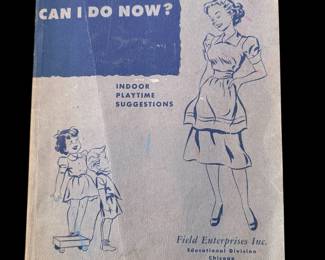 CAN I DO NOW?
INDOOR
PLAYTIME
SUGGESTIONS
Field Enterprises Inc.
Educational Division
Chicago